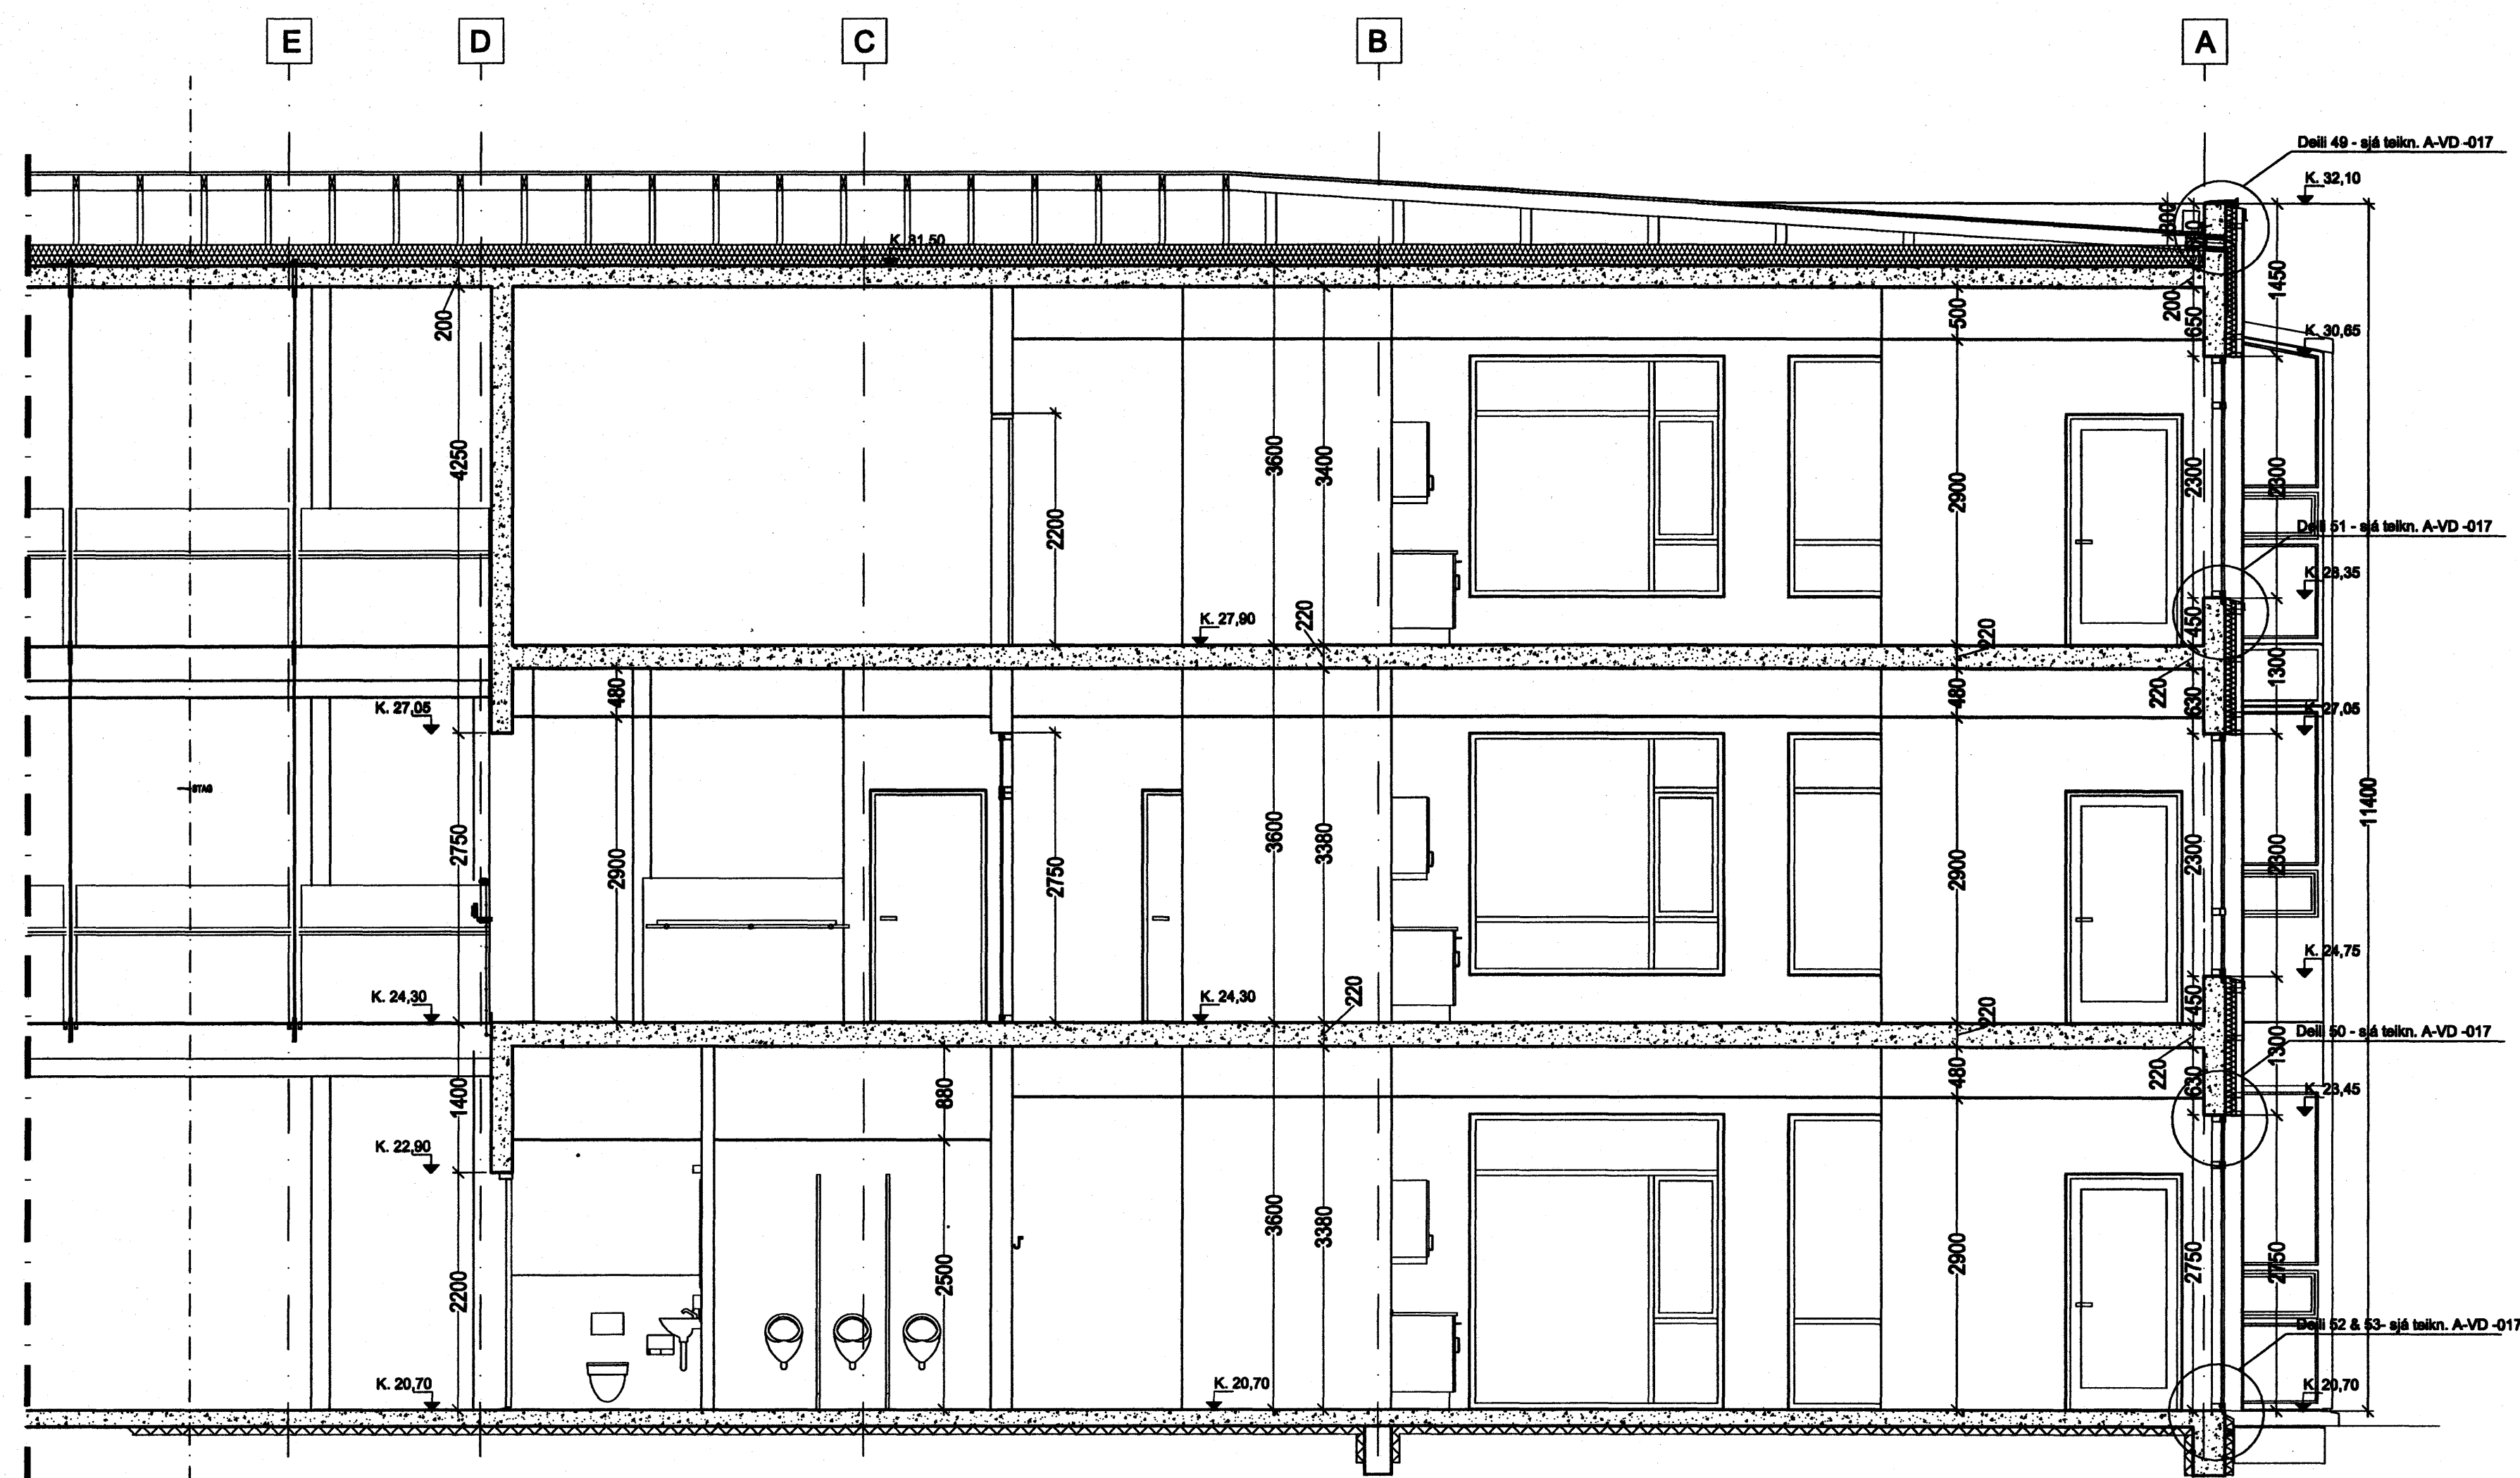 E
D
C
B
A
Deili 49 - sjá teikn. A-VD -017
K. 32,10
K. 31,50
1450
200
200
500
650
K. 30,65
4250
3600
3400
2200
2900
2300
2300
Deili 51 - sjá teikn. A-VD -017
K. 28,35
K. 27,90
220
220
450
1300
480
480
220
630
K. 27,05
K. 27,05
STAG
11400
2750
2900
2750
3600
3380
2900
2300
2300
K. 24,75
K. 24,30
K. 24,30
220
220
450
Deili 50 - sjá teikn. A-VD -017
1300
1400
880
480
220
630
K. 23,45
K. 22,90
3600
3380
2900
2750
2750
2200
2500
Deili 52 & 53- sjá teikn. A-VD -017
K. 20,70
K. 20,70
K. 20,70